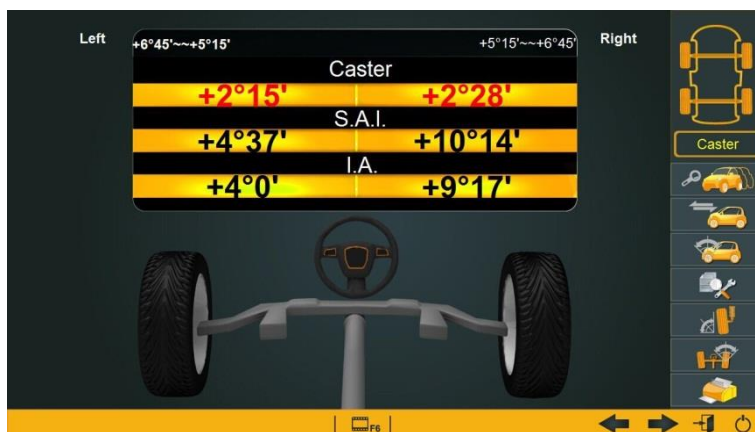 Left
+6°45'~~+5°15'
+5°15'~~+6°45'
Right
Caster
+2°15' +2°28'
S.A.I.
+4°37' +10°14'
I.A.
+4°0' +9°17'
Caster
F6